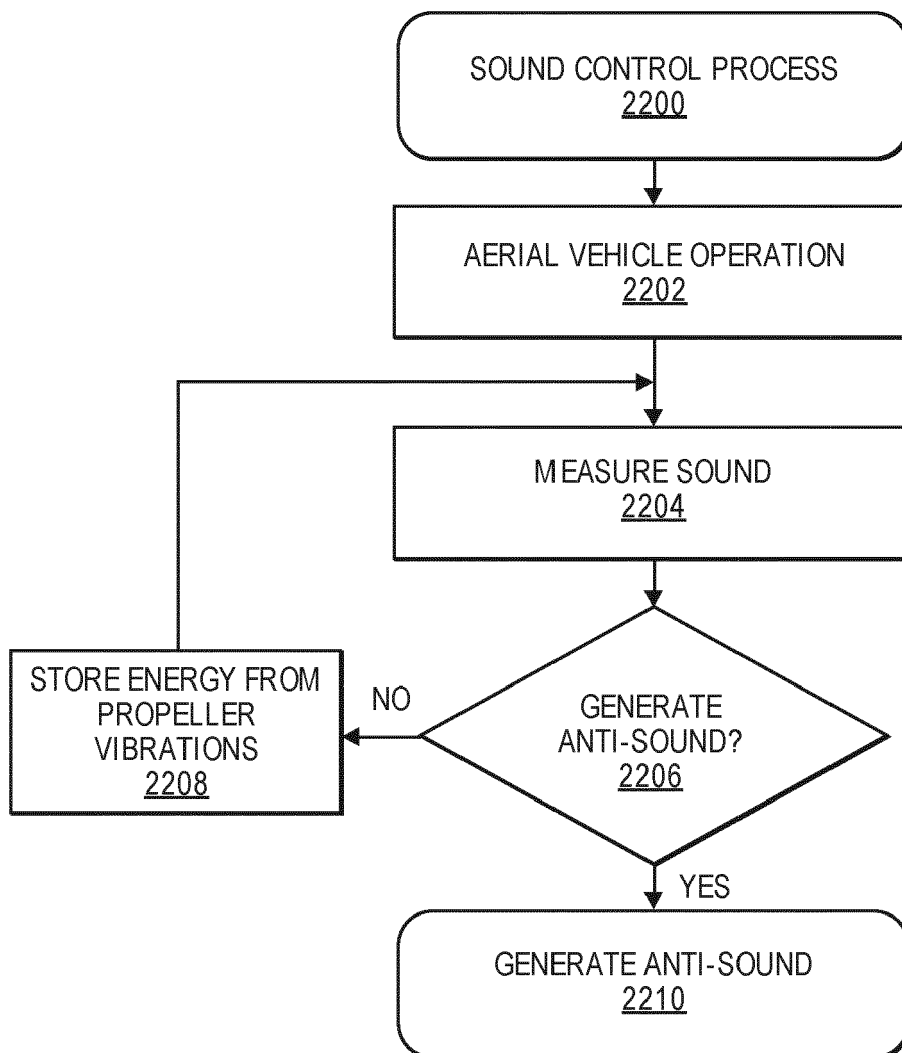 SOUND CONTROL PROCESS
2200
AERIAL VEHICLE OPERATION
2202
MEASURE SOUND
2204
STORE ENERGY FROM
PROPELLER
VIBRATIONS
2208
NO
GENERATE
ANTI-SOUND?
2206
YES
GENERATE ANTI-SOUND
2210